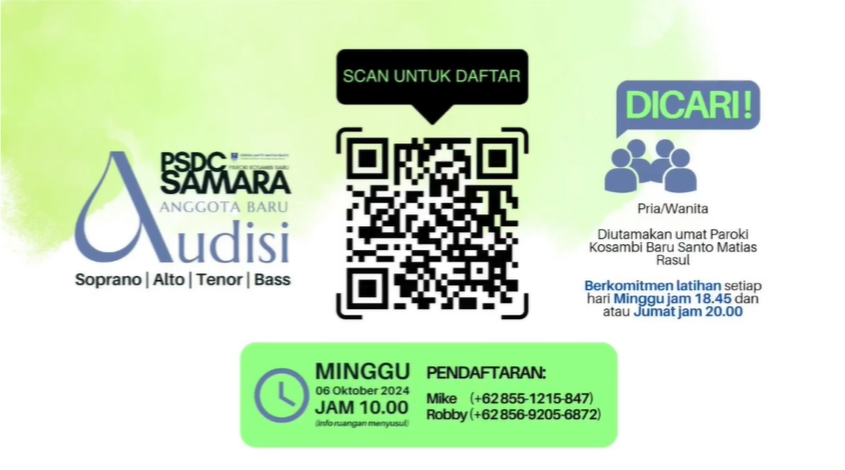 SCAN UNTUK DAFTAR
PSDC
PAROKI KOSAMBI BARU
SAMARA
ANGGOTA BARU
Audisi
Soprano | Alto | Tenor | Bass
DICARI!
Pria/Wanita
Diutamakan umat Paroki
Kosambi Baru Santo Matias
Rasul
Berkomitmen latihan setiap
hari Minggu jam 18.45 dan
atau Jumat jam 20.00
MINGGU
06 Oktober 2024
JAM 10.00
(info ruangan menyusul)
PENDAFTARAN:
Mike (+62 855-1215-847)
Robby (+62 856-9205-6872)